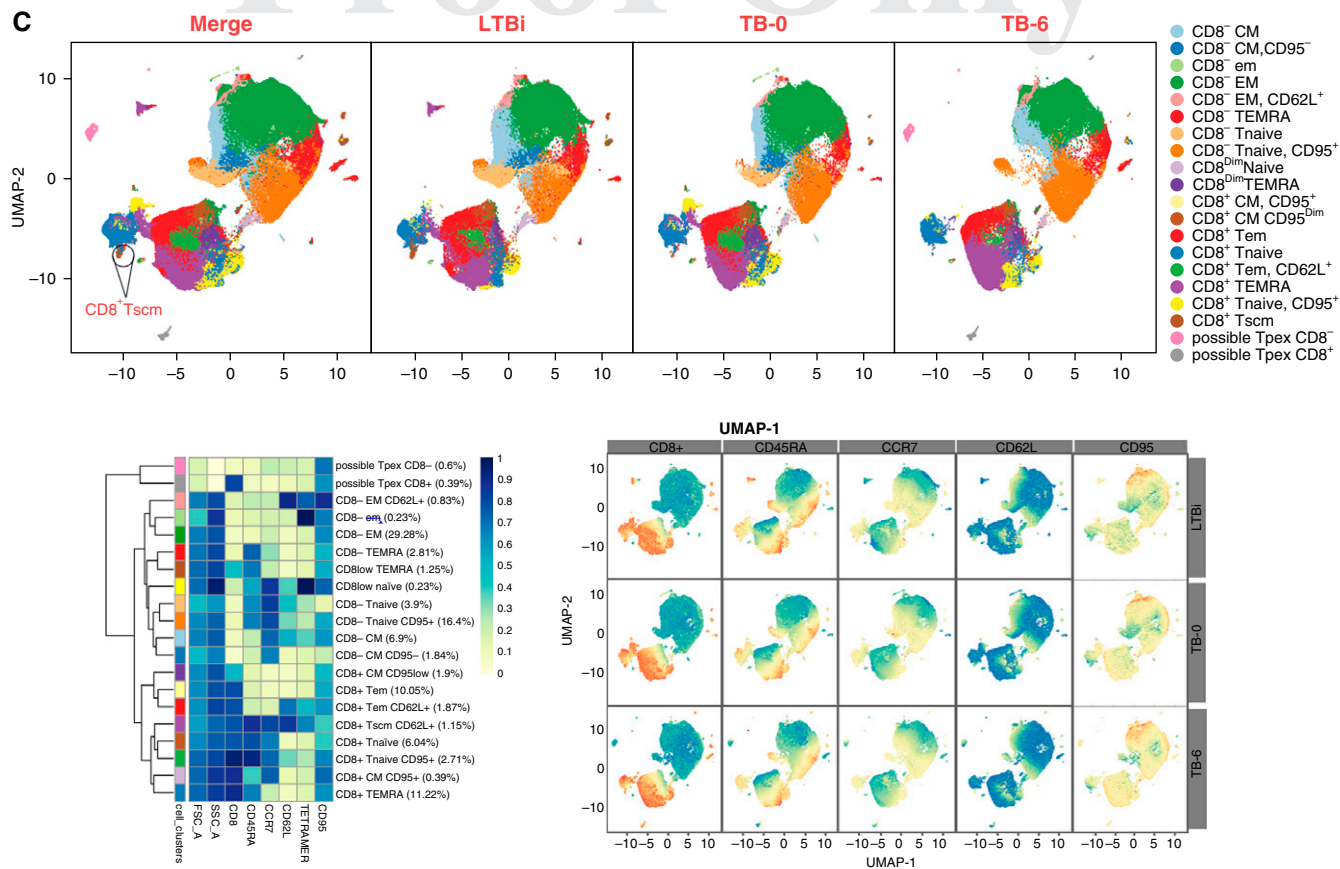 Proof Only
C
Merge
LTBi
TB-0
TB-6
CD8⁻ CM
CD8⁻ CM,CD95⁻
CD8⁻ em
CD8⁻ EM
CD8⁻ EM, CD62L⁺
CD8⁻ TEMRA
CD8⁻ Tnaive
CD8⁻ Tnaive, CD95⁺
CD8ᴰⁱᵐNaive
CD8ᴰⁱᵐTEMRA
CD8⁺ CM, CD95⁺
CD8⁺ CM CD95ᴰⁱᵐ
CD8⁺ Tem
CD8⁺ Tnaive
CD8⁺ Tem, CD62L⁺
CD8⁺ TEMRA
CD8⁺ Tnaive, CD95⁺
CD8⁺ Tscm
possible Tpex CD8⁻
possible Tpex CD8⁺
UMAP-2
10
0
−10
CD8⁺Tscm
−10 −5 0 5 10
−10 −5 0 5 10
−10 −5 0 5 10
−10 −5 0 5 10
UMAP-1
possible Tpex CD8– (0.6%)
possible Tpex CD8+ (0.39%)
CD8– EM CD62L+ (0.83%)
CD8– em (0.23%)
CD8– EM (29.28%)
CD8– TEMRA (2.81%)
CD8low TEMRA (1.25%)
CD8low naïve (0.23%)
CD8– Tnaive (3.9%)
CD8– Tnaive CD95+ (16.4%)
CD8– CM (6.9%)
CD8– CM CD95– (1.84%)
CD8+ CM CD95low (1.9%)
CD8+ Tem (10.05%)
CD8+ Tem CD62L+ (1.87%)
CD8+ Tscm CD62L+ (1.15%)
CD8+ Tnaïve (6.04%)
CD8+ Tnaive CD95+ (2.71%)
CD8+ CM CD95+ (0.39%)
CD8+ TEMRA (11.22%)
1
0.9
0.8
0.7
0.6
0.5
0.4
0.3
0.2
0.1
0
cell_clusters
FSC_A
SSC_A
CD8
CD45RA
CCR7
CD62L
TETRAMER
CD95
CD8+
CD45RA
CCR7
CD62L
CD95
LTBi
TB-0
TB-6
UMAP-2
10
0
−10
10
0
−10
10
0
−10
−10 −5 0 5 10
−10 −5 0 5 10
−10 −5 0 5 10
−10 −5 0 5 10
−10 −5 0 5 10
UMAP-1